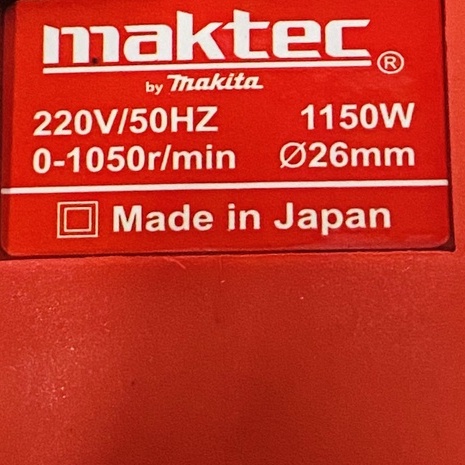 maktec®
by makita
220V/50HZ 1150W
0-1050r/min Ø26mm
Made in Japan